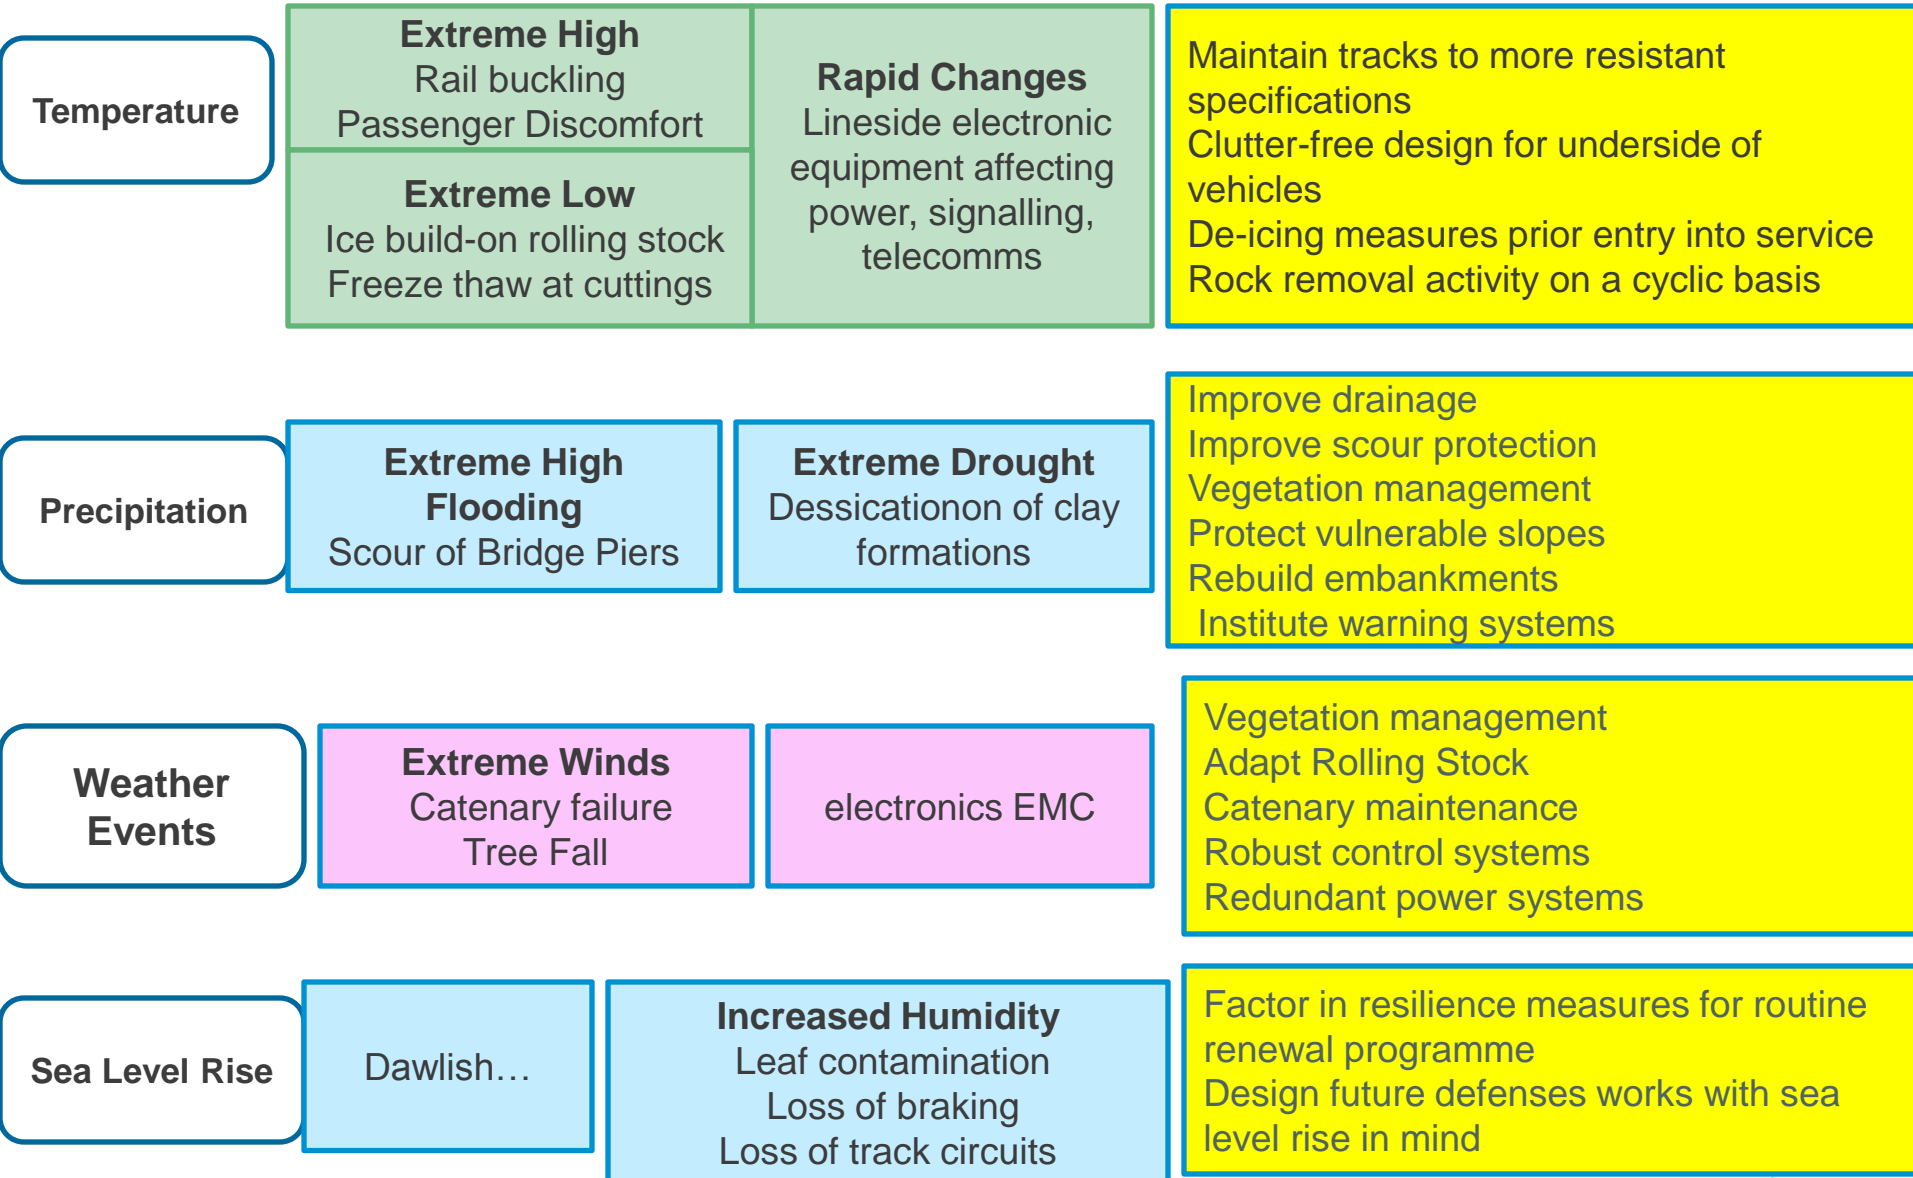 Temperature
Extreme High
Rail buckling
Passenger Discomfort
Extreme Low
Ice build-on rolling stock
Freeze thaw at cuttings
Rapid Changes
Lineside electronic
equipment affecting
power, signalling,
telecomms
Maintain tracks to more resistant
specifications
Clutter-free design for underside of
vehicles
De-icing measures prior entry into service
Rock removal activity on a cyclic basis
Precipitation
Extreme High
Flooding
Scour of Bridge Piers
Extreme Drought
Dessicationon of clay
formations
Improve drainage
Improve scour protection
Vegetation management
Protect vulnerable slopes
Rebuild embankments
Institute warning systems
Weather
Events
Extreme Winds
Catenary failure
Tree Fall
electronics EMC
Vegetation management
Adapt Rolling Stock
Catenary maintenance
Robust control systems
Redundant power systems
Sea Level Rise
Dawlish…
Increased Humidity
Leaf contamination
Loss of braking
Loss of track circuits
Factor in resilience measures for routine
renewal programme
Design future defenses works with sea
level rise in mind